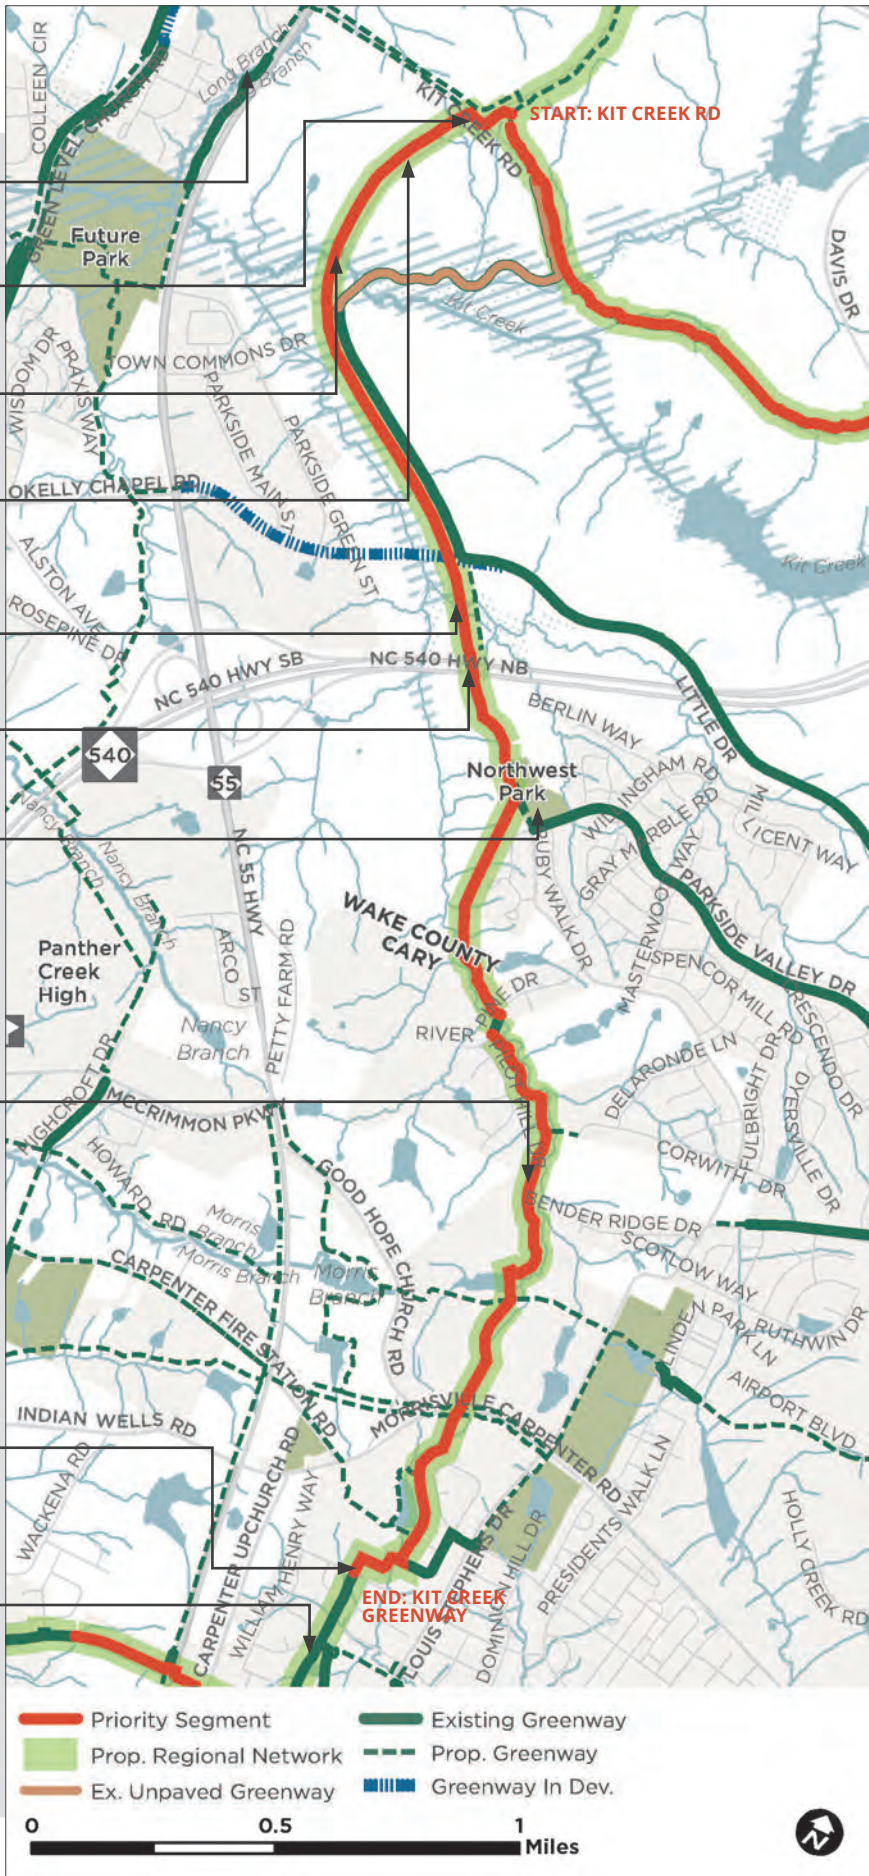 COLLEEN CIR
GREEN LEVEL CHURCH RD
Long Branch
Long Branch
KIT CREEK RD
START: KIT CREEK RD
Future
Park
DAVIS DR
Kit Creek
WISDOM DR
PRAXIS WAY
TOWN COMMONS DR
PARKSIDE MAIN ST
PARKSIDE GREEN ST
OKELLY CHAPEL RD
Kit Creek
ALSTON AVE
ROSEPINE DR
NC 540 HWY SB
NC 540 HWY NB
LITTLE DR
BERLIN WAY
540
55
Northwest
Park
WILLINGHAM RD
GRAY MARBLE RD
MILLICENT WAY
Nancy Branch
Nancy Branch
NC 55 HWY
RUBY WALK DR
MASTERWOOD WAY
PARKSIDE VALLEY DR
WAKE COUNTY
CARY
Panther
Creek
High
ARCO
ST
PETTY FARM RD
SPENCOR MILL RD
CRESCENDO DR
Nancy
Branch
RIVER
PINE DR
PILOT HILL DR
DELARONDE LN
FULBRIGHT DR
DYERSVILLE DR
HIGHCROFT DR
MCCRIMMON PKWY
HOWARD RD
GOOD HOPE CHURCH RD
CORWITH DR
BENDER RIDGE DR
Morris
Branch
Morris Branch
Morris
Branch
SCOTLOW WAY
CARPENTER FIRE STATION RD
LINDEN PARK LN
RUTHWIN DR
AIRPORT BLVD
INDIAN WELLS RD
MORRISVILLE CARPENTER RD
WACKENA RD
CARPENTER UPCHURCH RD
WILLIAM HENRY WAY
PRESIDENTS WALK LN
HOLLY CREEK RD
LOUIS STEPHENS DR
DOMINION HILL DR
END: KIT CREEK
GREENWAY
Priority Segment
Existing Greenway
Prop. Regional Network
Prop. Greenway
Ex. Unpaved Greenway
Greenway In Dev.
0
0.5
1
Miles
N